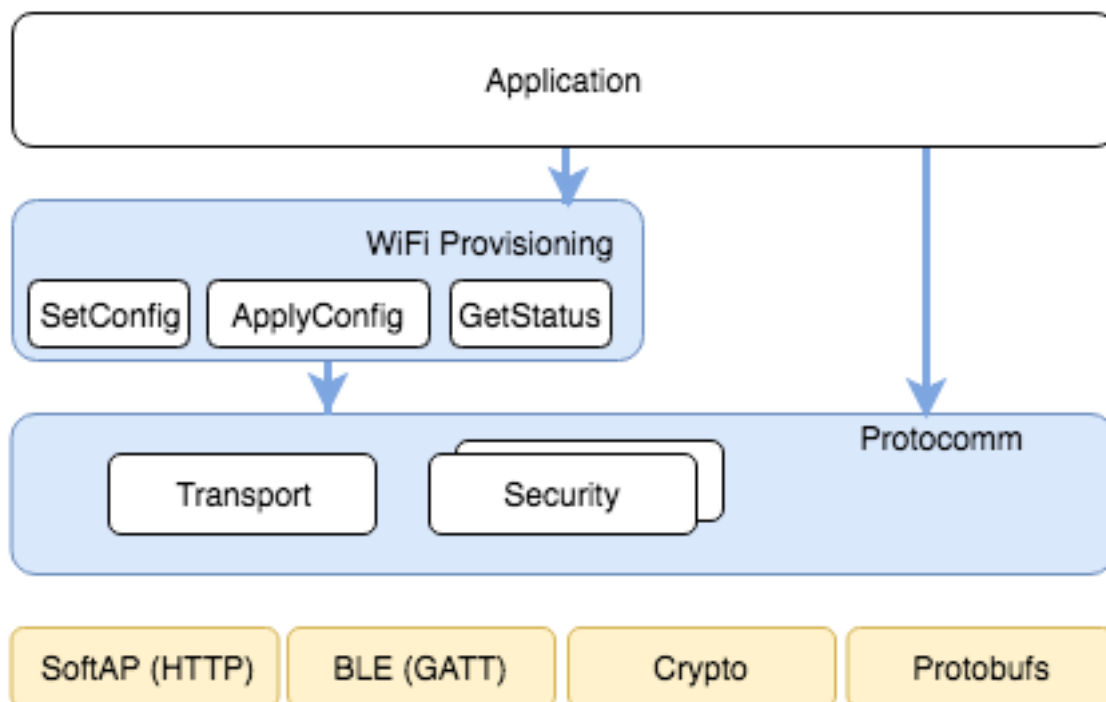 Application
WiFi Provisioning
SetConfig ApplyConfig GetStatus
Protocomm
Transport Security
SoftAP (HTTP) BLE (GATT) Crypto Protobufs